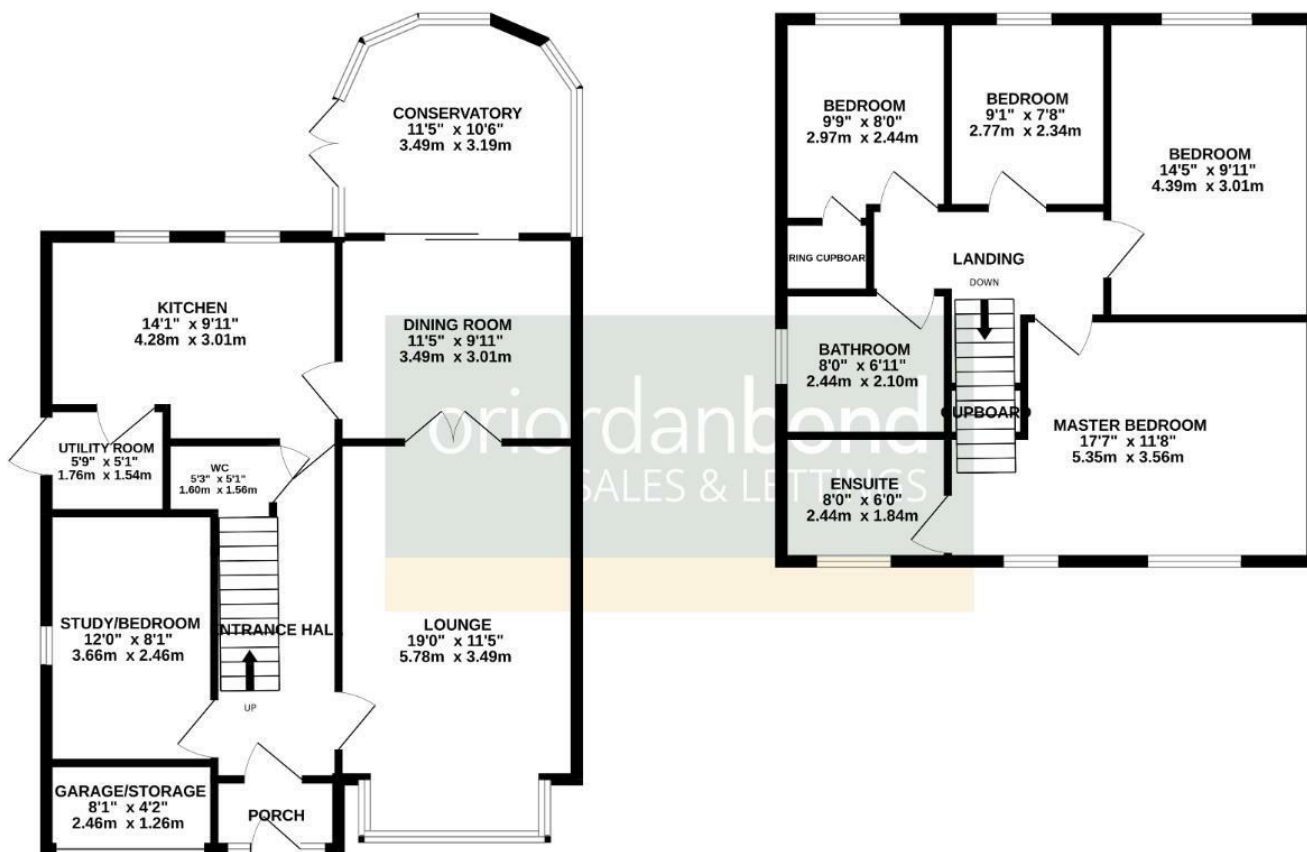 CONSERVATORY
11'5" x 10'6"
3.49m x 3.19m
KITCHEN
14'1" x 9'11"
4.28m x 3.01m
DINING ROOM
11'5" x 9'11"
3.49m x 3.01m
UTILITY ROOM
5'9" x 5'1"
1.76m x 1.54m
WC
5'3" x 5'1"
1.60m x 1.56m
STUDY/BEDROOM
12'0" x 8'1"
3.66m x 2.46m
ENTRANCE HALL
UP
LOUNGE
19'0" x 11'5"
5.78m x 3.49m
GARAGE/STORAGE
8'1" x 4'2"
2.46m x 1.26m
PORCH
BEDROOM
9'9" x 8'0"
2.97m x 2.44m
BEDROOM
9'1" x 7'8"
2.77m x 2.34m
BEDROOM
14'5" x 9'11"
4.39m x 3.01m
RING CUPBOAR
LANDING
DOWN
BATHROOM
8'0" x 6'11"
2.44m x 2.10m
CUPBOARD
MASTER BEDROOM
17'7" x 11'8"
5.35m x 3.56m
ENSUITE
8'0" x 6'0"
2.44m x 1.84m
oriordanbond
SALES & LETTINGS